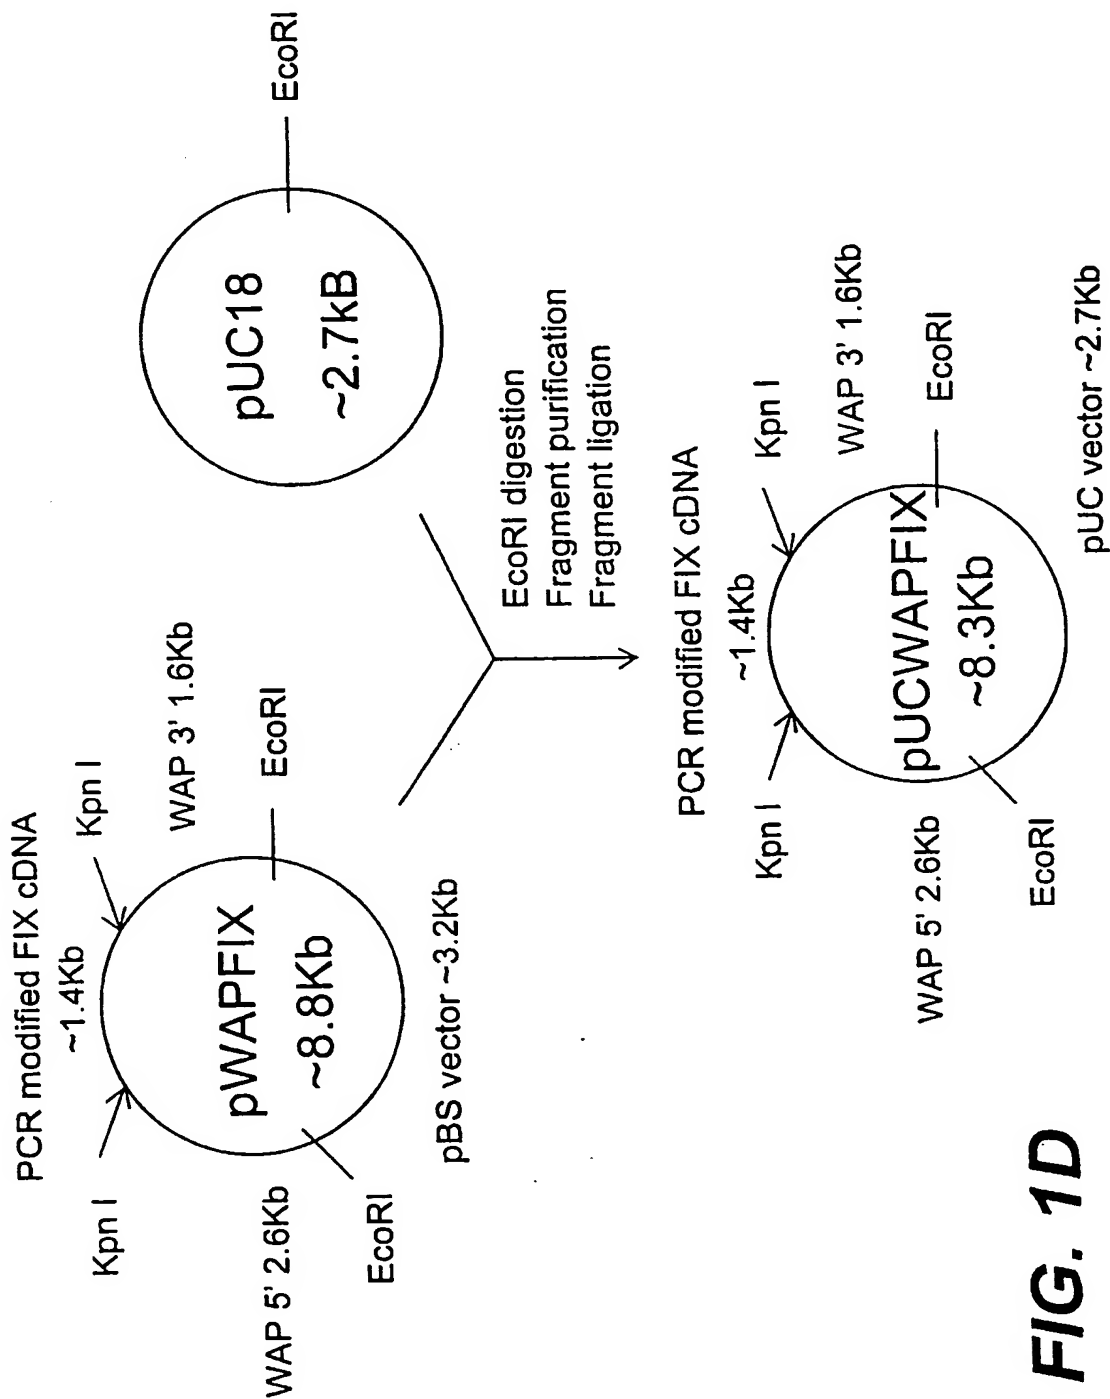 PCR modified FIX cDNA
~1.4Kb
Kpn I
Kpn I
WAP 5' 2.6Kb
WAP 3' 1.6Kb
pWAPFIX
~8.8Kb
EcoRI
EcoRI
pBS vector ~3.2Kb
pUC18
~2.7kB
EcoRI
EcoRI digestion
Fragment purification
Fragment ligation
PCR modified FIX cDNA
~1.4Kb
Kpn I
Kpn I
WAP 5' 2.6Kb
WAP 3' 1.6Kb
pUCWAPFIX
~8.3Kb
EcoRI
EcoRI
pUC vector ~2.7Kb
FIG. 1D